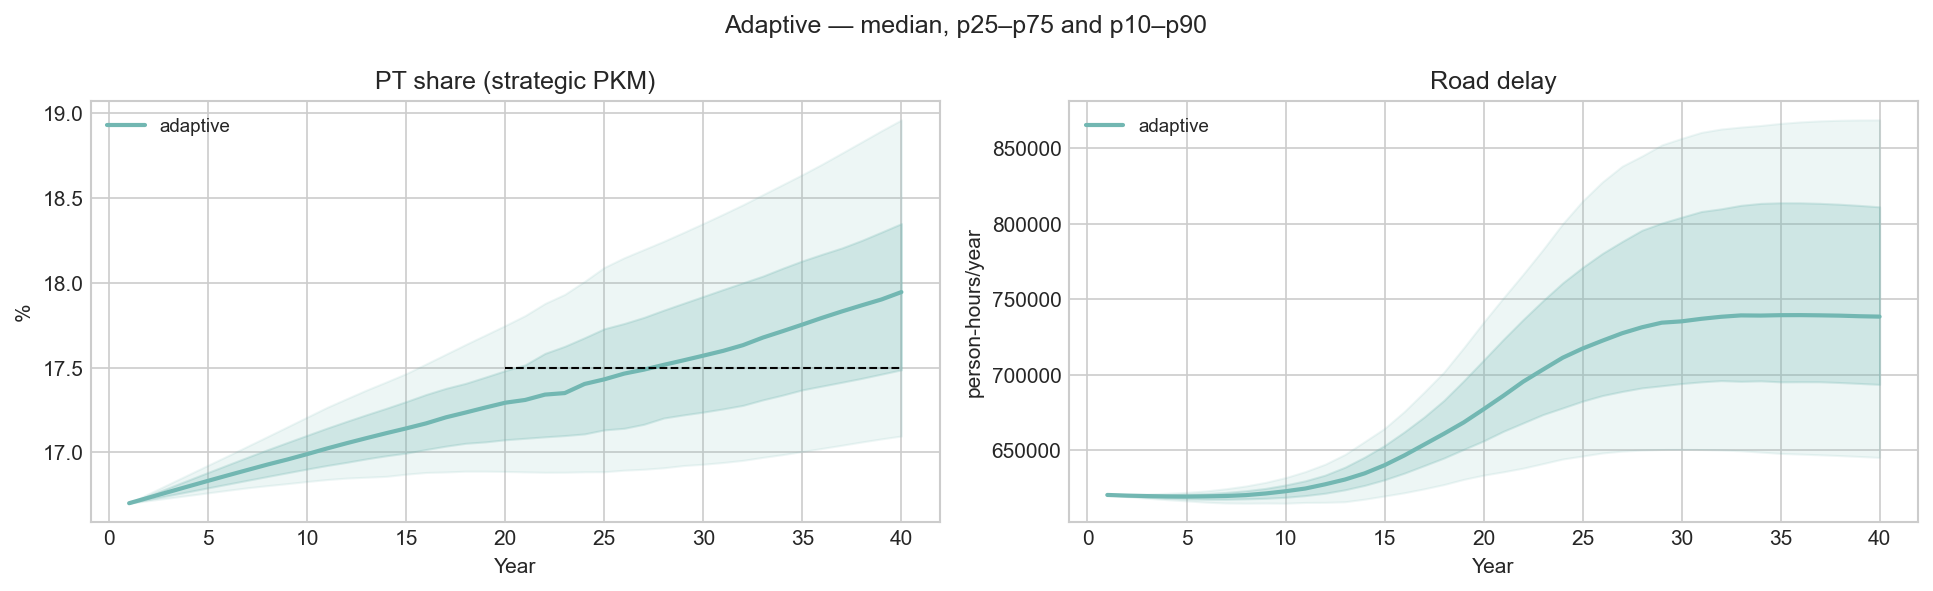 Adaptive — median, p25–p75 and p10–p90
PT share (strategic PKM)
adaptive
%
19.0
18.5
18.0
17.5
17.0
0 5 10 15 20 25 30 35 40
Year
Road delay
adaptive
person-hours/year
850000
800000
750000
700000
650000
0 5 10 15 20 25 30 35 40
Year